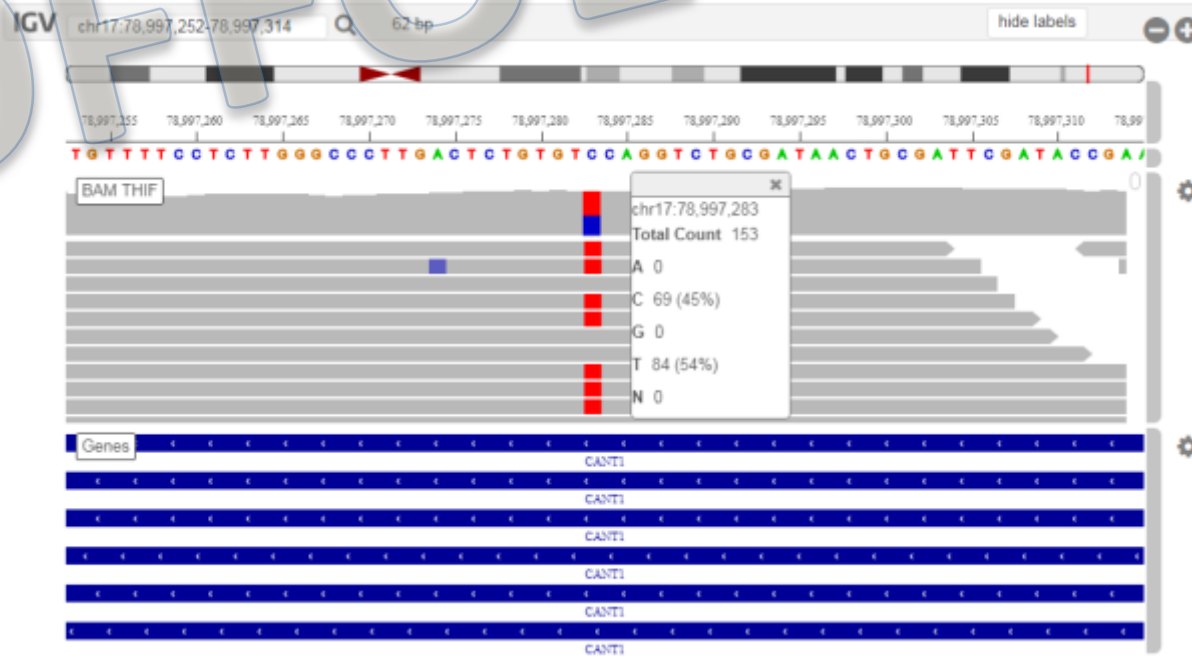 IGV chr17:78,997,252-78,997,314 62 bp hide labels
78,997,255 78,997,260 78,997,265 78,997,270 78,997,275 78,997,280 78,997,285 78,997,290 78,997,295 78,997,300 78,997,305 78,997,310 78,99
T G T T T T C C T C T T G G G C C C T T G A C T C T G T G T C C A G G T C T G C G A T A A C T G C G A T T C G A T A C C G A A
BAM THIF
0
×
chr17:78,997,283
Total Count 153
A 0
C 69 (45%)
G 0
T 84 (54%)
N 0
Genes
CANT1
CANT1
CANT1
CANT1
CANT1
CANT1